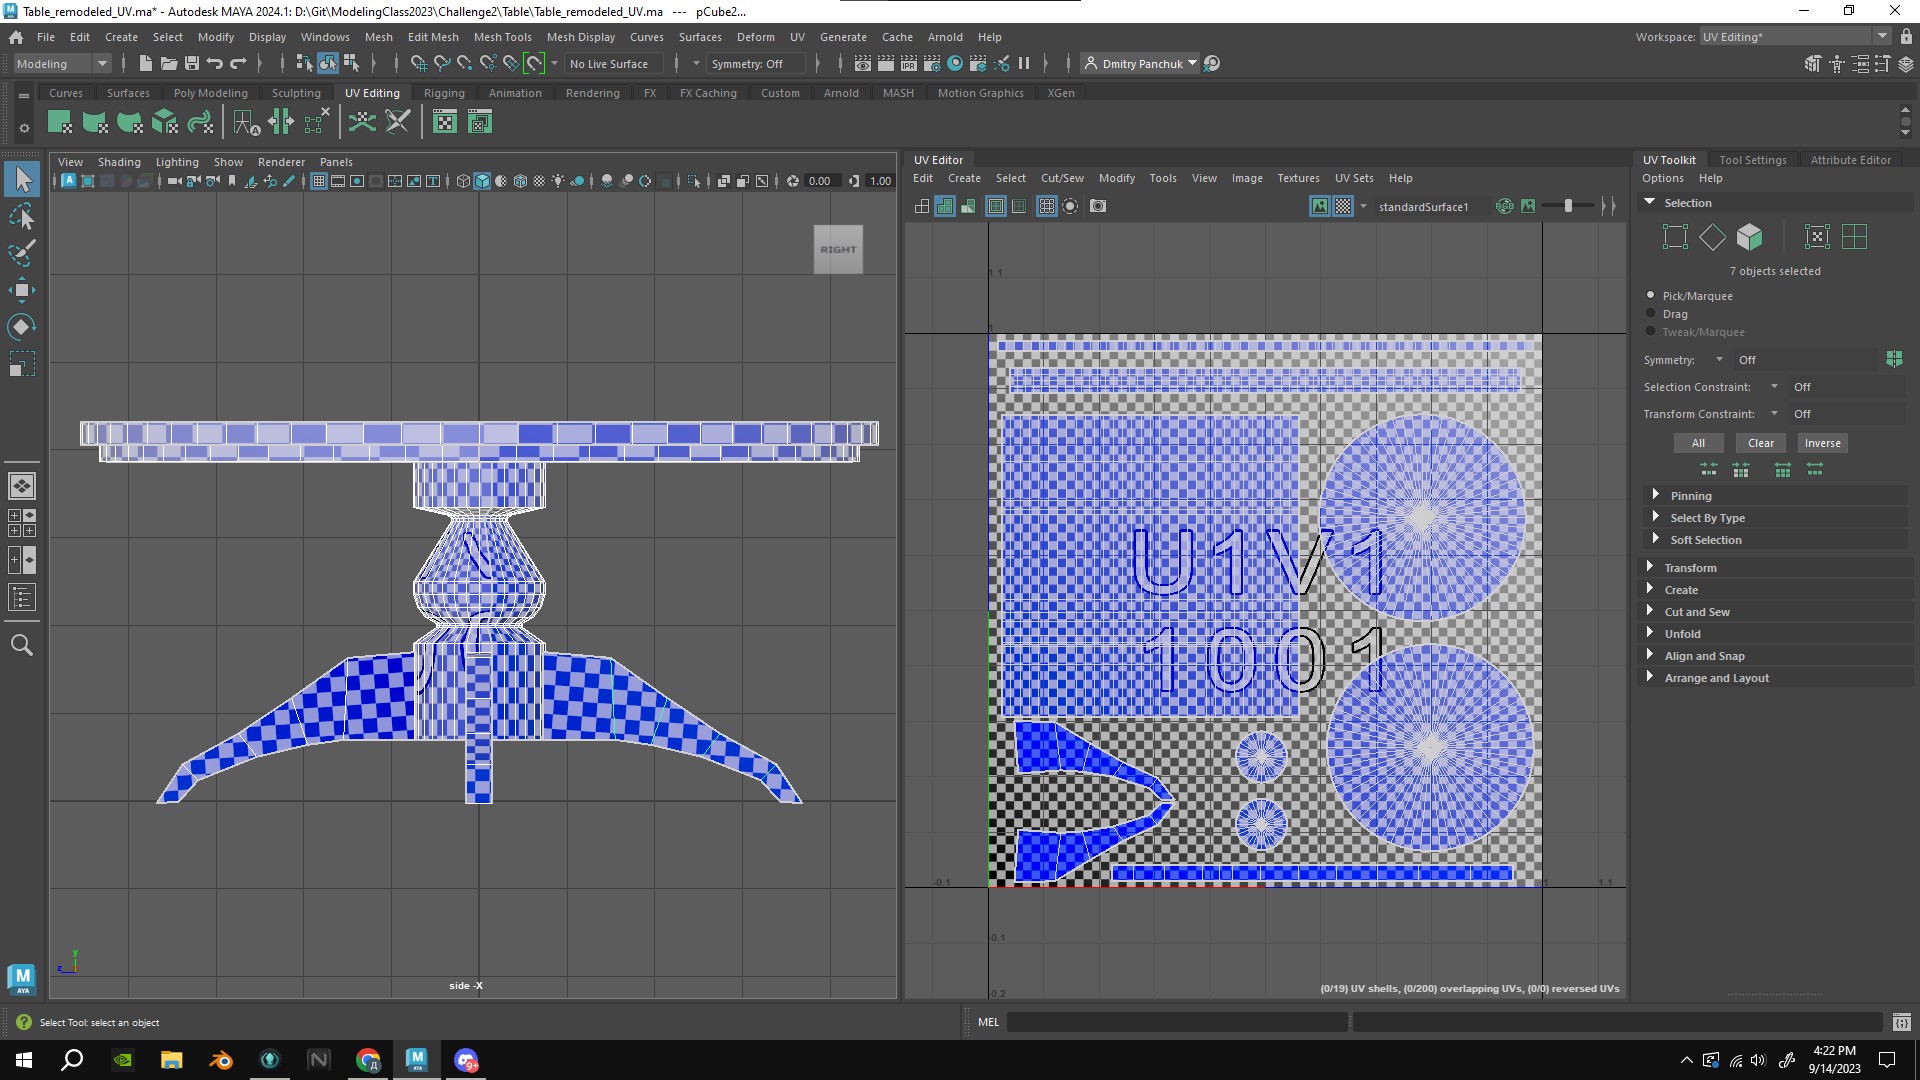 Table_remodeled_UV.ma* - Autodesk MAYA 2024.1: D:\Git\ModelingClass2023\Challenge2\Table\Table_remodeled_UV.ma   ---   pCube2...
File Edit Create Select Modify Display Windows Mesh Edit Mesh Mesh Tools Mesh Display Curves Surfaces Deform UV Generate Cache Arnold Help
Workspace: UV Editing*
Modeling
No Live Surface
Symmetry: Off
Dmitry Panchuk
Curves Surfaces Poly Modeling Sculpting UV Editing Rigging Animation Rendering FX FX Caching Custom Arnold MASH Motion Graphics XGen
View Shading Lighting Show Renderer Panels
0.00
1.00
RIGHT
y
z
side -X
UV Editor
Edit Create Select Cut/Sew Modify Tools View Image Textures UV Sets Help
standardSurface1
1.1
1
U1V1
1001
-0.1
1
1.1
-0.1
-0.2
(0/19) UV shells, (0/200) overlapping UVs, (0/0) reversed UVs
UV Toolkit Tool Settings Attribute Editor
Options Help
Selection
7 objects selected
Pick/Marquee
Drag
Tweak/Marquee
Symmetry: Off
Selection Constraint: Off
Transform Constraint: Off
All Clear Inverse
Pinning
Select By Type
Soft Selection
Transform
Create
Cut and Sew
Unfold
Align and Snap
Arrange and Layout
M
AYA
Select Tool: select an object
MEL
4:22 PM
9/14/2023